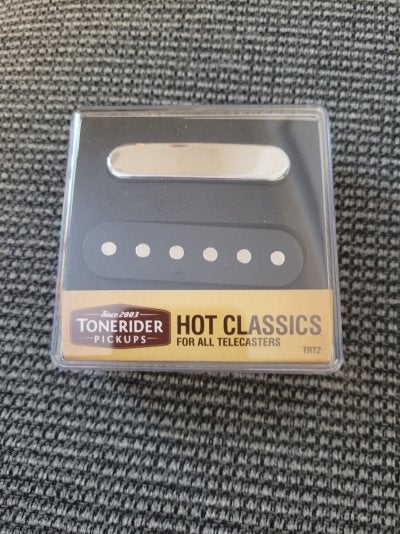 Since 2003
TONERIDER
PICKUPS
HOT CLASSICS
FOR ALL TELECASTERS
TRT2